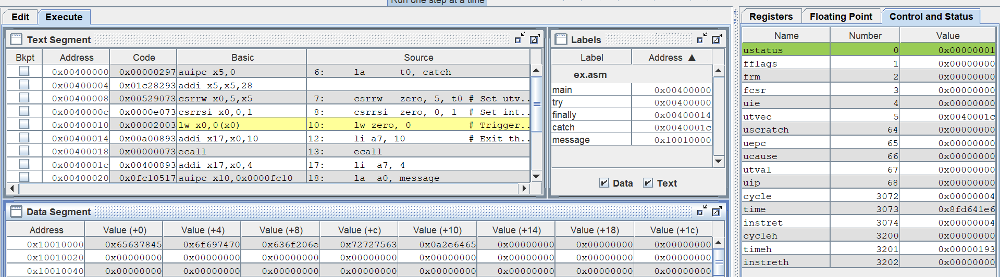 Run one step at a time
Edit Execute
Text Segment
Bkpt Address Code Basic Source
0x00400000 0x00000297 auipc x5,0 6: la t0, catch
0x00400004 0x01c28293 addi x5,x5,28
0x00400008 0x00529073 csrrw x0,5,x5 7: csrrw zero, 5, t0 # Set utv..
0x0040000c 0x0000e073 csrrsi x0,0,1 8: csrrsi zero, 0, 1 # Set int..
0x00400010 0x00002003 lw x0,0(x0) 10: lw zero, 0 # Trigger..
0x00400014 0x00a00893 addi x17,x0,10 12: li a7, 10 # Exit th..
0x00400018 0x00000073 ecall 13: ecall
0x0040001c 0x00400893 addi x17,x0,4 17: li a7, 4
0x00400020 0x0fc10517 auipc x10,0x0000fc10 18: la a0, message
Labels
Label Address ▲
ex.asm
main 0x00400000
try 0x00400000
finally 0x00400014
catch 0x0040001c
message 0x10010000
Data Text
Data Segment
Address Value (+0) Value (+4) Value (+8) Value (+c) Value (+10) Value (+14) Value (+18) Value (+1c)
0x10010000 0x65637845 0x6f697470 0x636f206e 0x72727563 0x0a2e6465 0x00000000 0x00000000 0x00000000
0x10010020 0x00000000 0x00000000 0x00000000 0x00000000 0x00000000 0x00000000 0x00000000 0x00000000
0x10010040 0x00000000 0x00000000 0x00000000 0x00000000 0x00000000 0x00000000 0x00000000 0x00000000
Registers Floating Point Control and Status
Name Number Value
ustatus 0 0x00000001
fflags 1 0x00000000
frm 2 0x00000000
fcsr 3 0x00000000
uie 4 0x00000000
utvec 5 0x0040001c
uscratch 64 0x00000000
uepc 65 0x00000000
ucause 66 0x00000000
utval 67 0x00000000
uip 68 0x00000000
cycle 3072 0x00000004
time 3073 0x8fd641e6
instret 3074 0x00000004
cycleh 3200 0x00000000
timeh 3201 0x00000193
instreth 3202 0x00000000